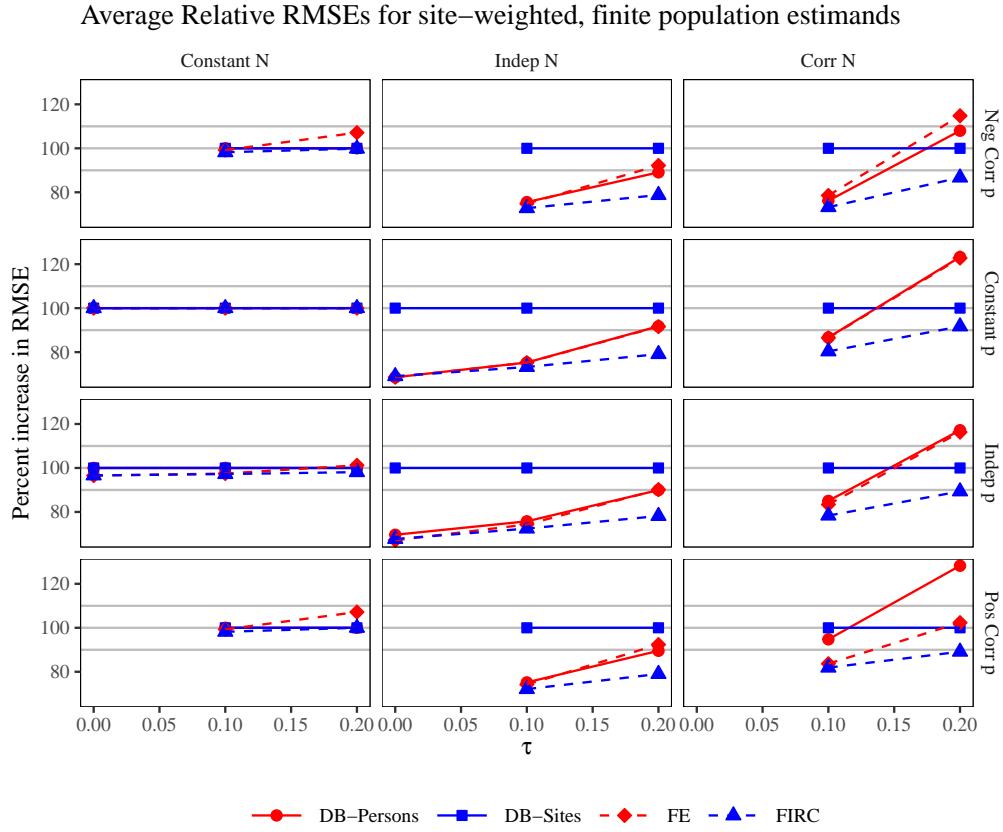 Average Relative RMSEs for site−weighted, finite population estimands
Constant N
Indep N
Corr N
Percent increase in RMSE
120
100
80
Neg Corr p
120
100
80
Constant p
120
100
80
Indep p
120
100
80
Pos Corr p
0.00 0.05 0.10 0.15 0.20
0.00 0.05 0.10 0.15 0.20
0.00 0.05 0.10 0.15 0.20
τ
DB−Persons DB−Sites FE FIRC